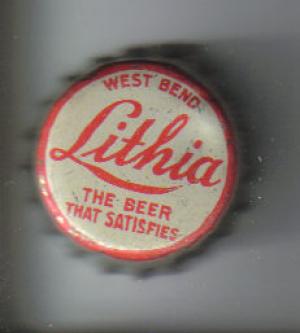 WEST BEND
Lithia
THE BEER
THAT SATISFIES